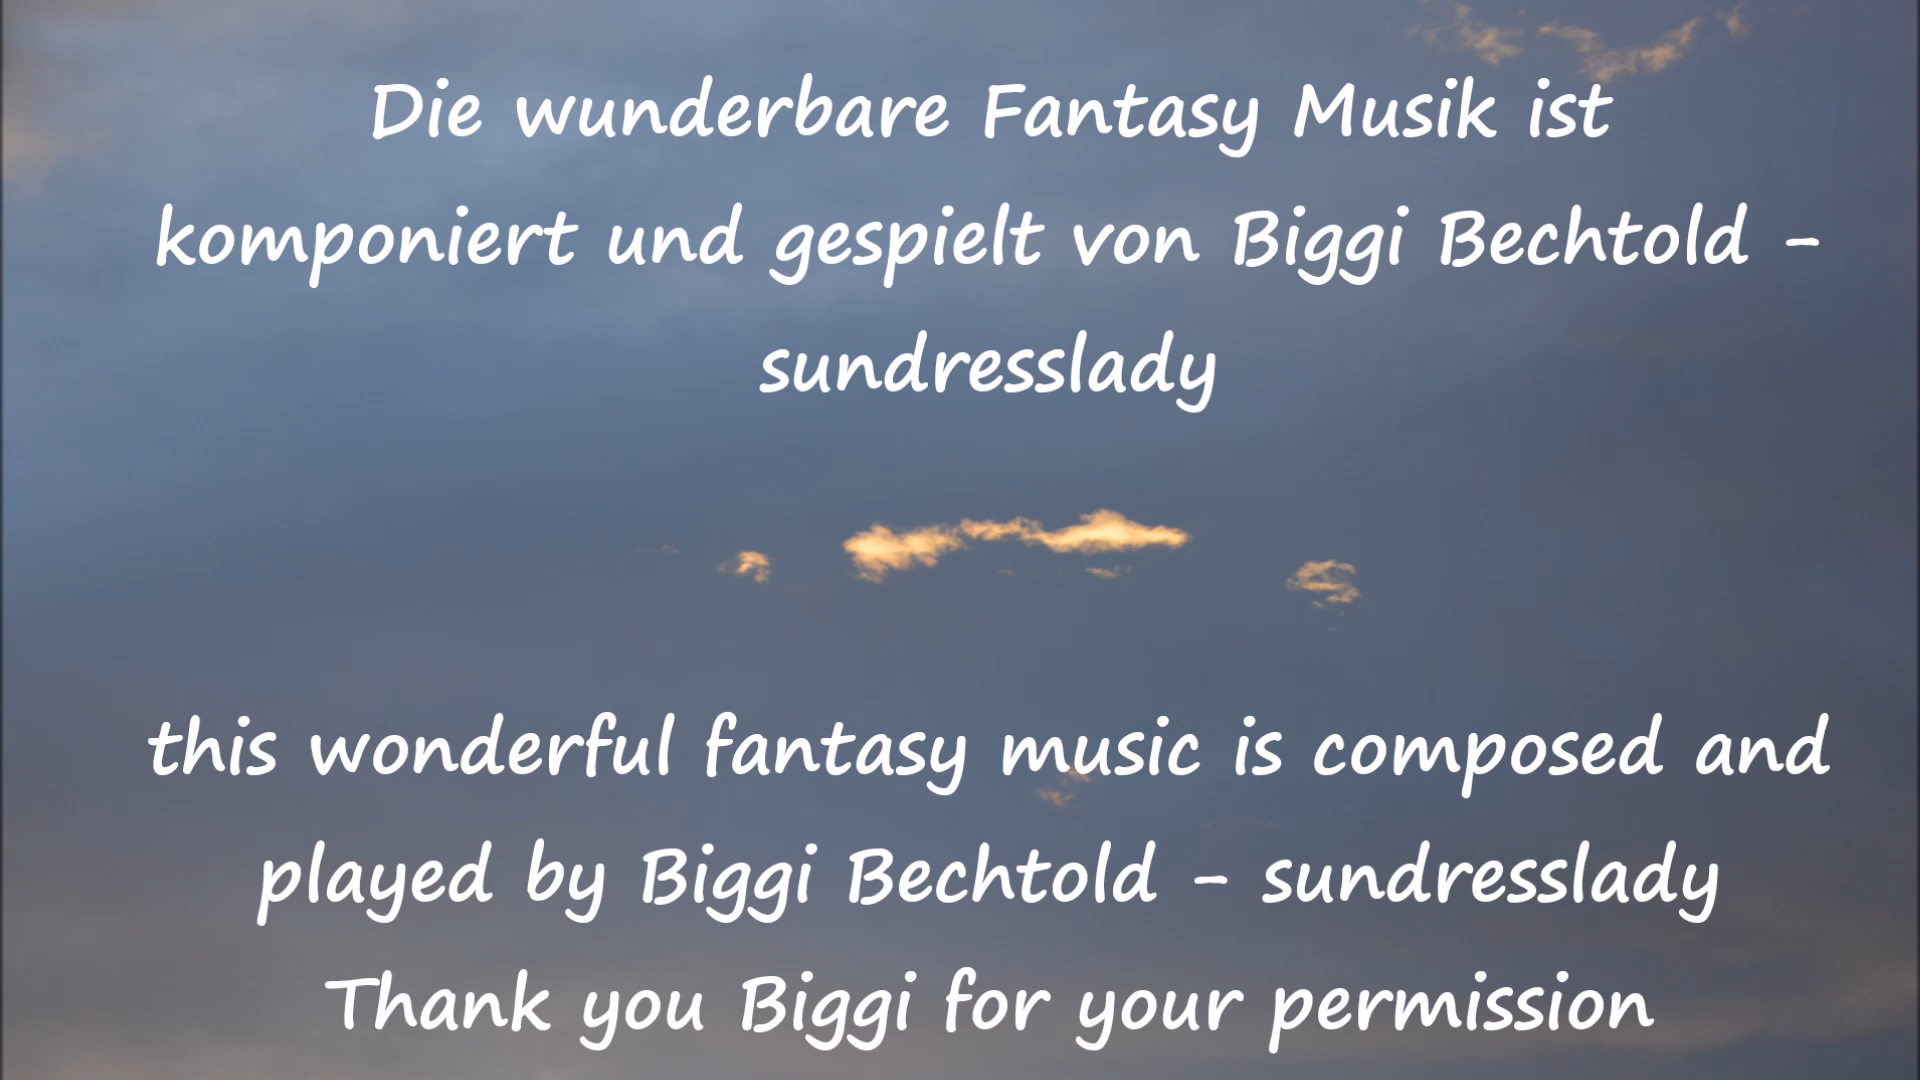 Die wunderbare Fantasy Musik ist
komponiert und gespielt von Biggi Bechtold -
sundresslady
this wonderful fantasy music is composed and
played by Biggi Bechtold - sundresslady
Thank you Biggi for your permission